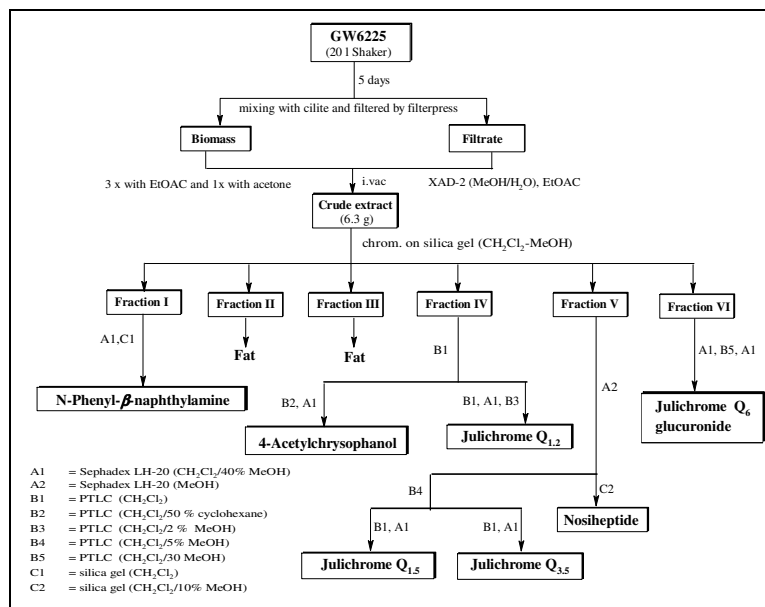 GW6225
(20 l Shaker)
5 days
mixing with cilite and filtered by filterpress
Biomass
Filtrate
3 x with EtOAC and 1x with acetone
i.vac
XAD-2 (MeOH/H₂O), EtOAC
Crude extract
(6.3 g)
chrom. on silica gel (CH₂Cl₂-MeOH)
Fraction I
Fraction II
Fraction III
Fraction IV
Fraction V
Fraction VI
A1,C1
Fat
Fat
B1
A2
A1, B5, A1
N-Phenyl-β-naphthylamine
B2, A1
B1, A1, B3
Julichrome Q₆
glucuronide
4-Acetylchrysophanol
Julichrome Q₁.₂
A1 = Sephadex LH-20 (CH₂Cl₂/40% MeOH)
A2 = Sephadex LH-20 (MeOH)
B1 = PTLC (CH₂Cl₂)
B2 = PTLC (CH₂Cl₂/50 % cyclohexane)
B3 = PTLC (CH₂Cl₂/2 % MeOH)
B4 = PTLC (CH₂Cl₂/5% MeOH)
B5 = PTLC (CH₂Cl₂/30 MeOH)
C1 = silica gel (CH₂Cl₂)
C2 = silica gel (CH₂Cl₂/10% MeOH)
B4
C2
Nosiheptide
B1, A1
B1, A1
Julichrome Q₁.₅
Julichrome Q₃.₅